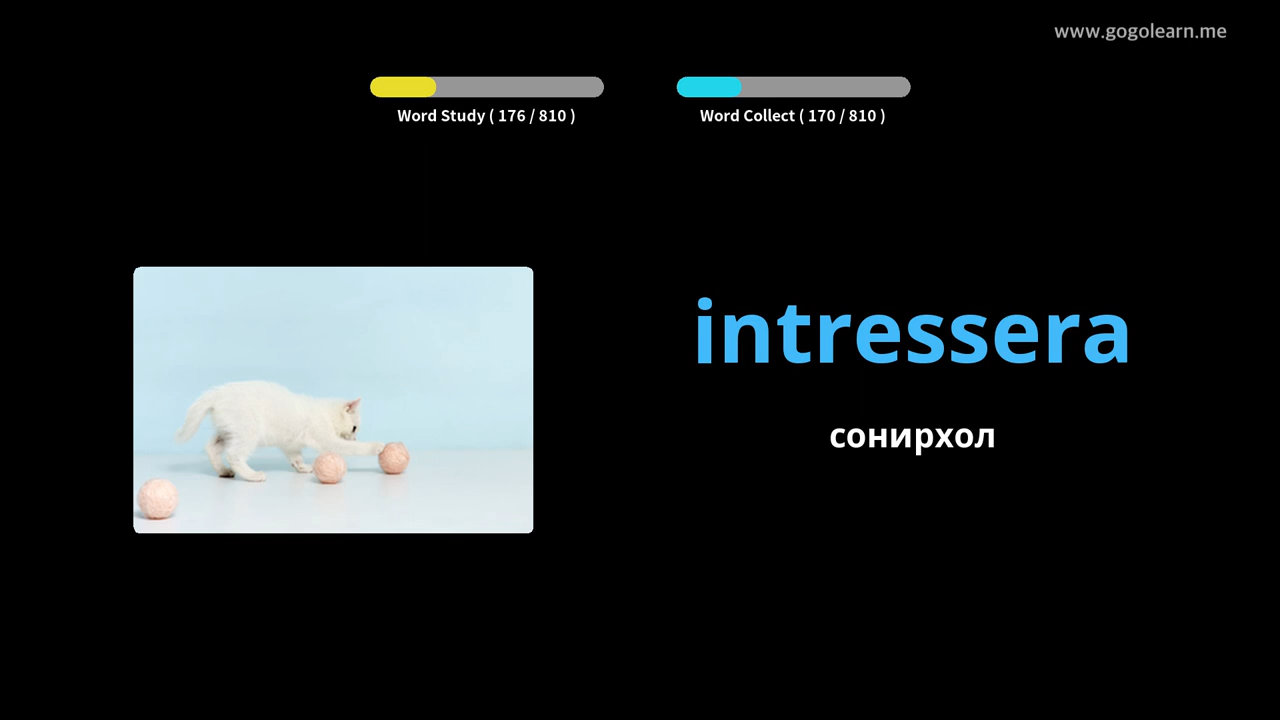 www.gogolearn.me
Word Study ( 176 / 810 )
Word Collect ( 170 / 810 )
intressera
сонирхол